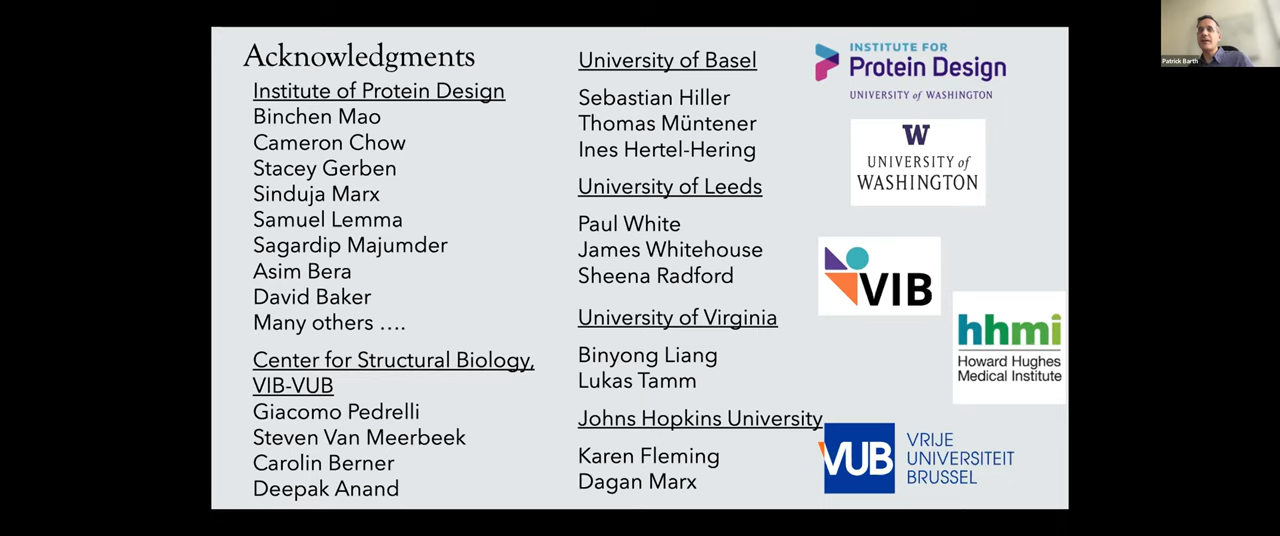 Acknowledgments
Institute of Protein Design
Binchen Mao
Cameron Chow
Stacey Gerben
Sinduja Marx
Samuel Lemma
Sagardip Majumder
Asim Bera
David Baker
Many others ….
Center for Structural Biology,
VIB-VUB
Giacomo Pedrelli
Steven Van Meerbeek
Carolin Berner
Deepak Anand
University of Basel
Sebastian Hiller
Thomas Müntener
Ines Hertel-Hering
University of Leeds
Paul White
James Whitehouse
Sheena Radford
University of Virginia
Binyong Liang
Lukas Tamm
Johns Hopkins University
Karen Fleming
Dagan Marx
INSTITUTE FOR
Protein Design
UNIVERSITY of WASHINGTON
W
UNIVERSITY of
WASHINGTON
VIB
hhmi
Howard Hughes
Medical Institute
VUB
VRIJE
UNIVERSITEIT
BRUSSEL
Patrick Barth